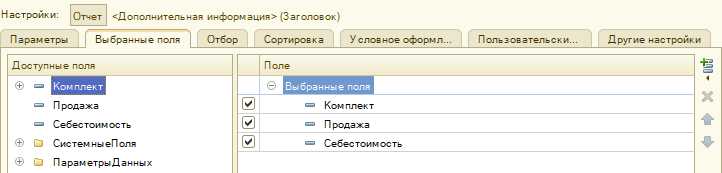 Настройки: Отчет <Дополнительная информация> (Заголовок)
Параметры Выбранные поля Отбор Сортировка Условное оформл... Пользовательски... Другие настройки
Доступные поля Поле
Комплект Выбранные поля
Продажа Комплект
Себестоимость Продажа
СистемныеПоля Себестоимость
ПараметрыДанных